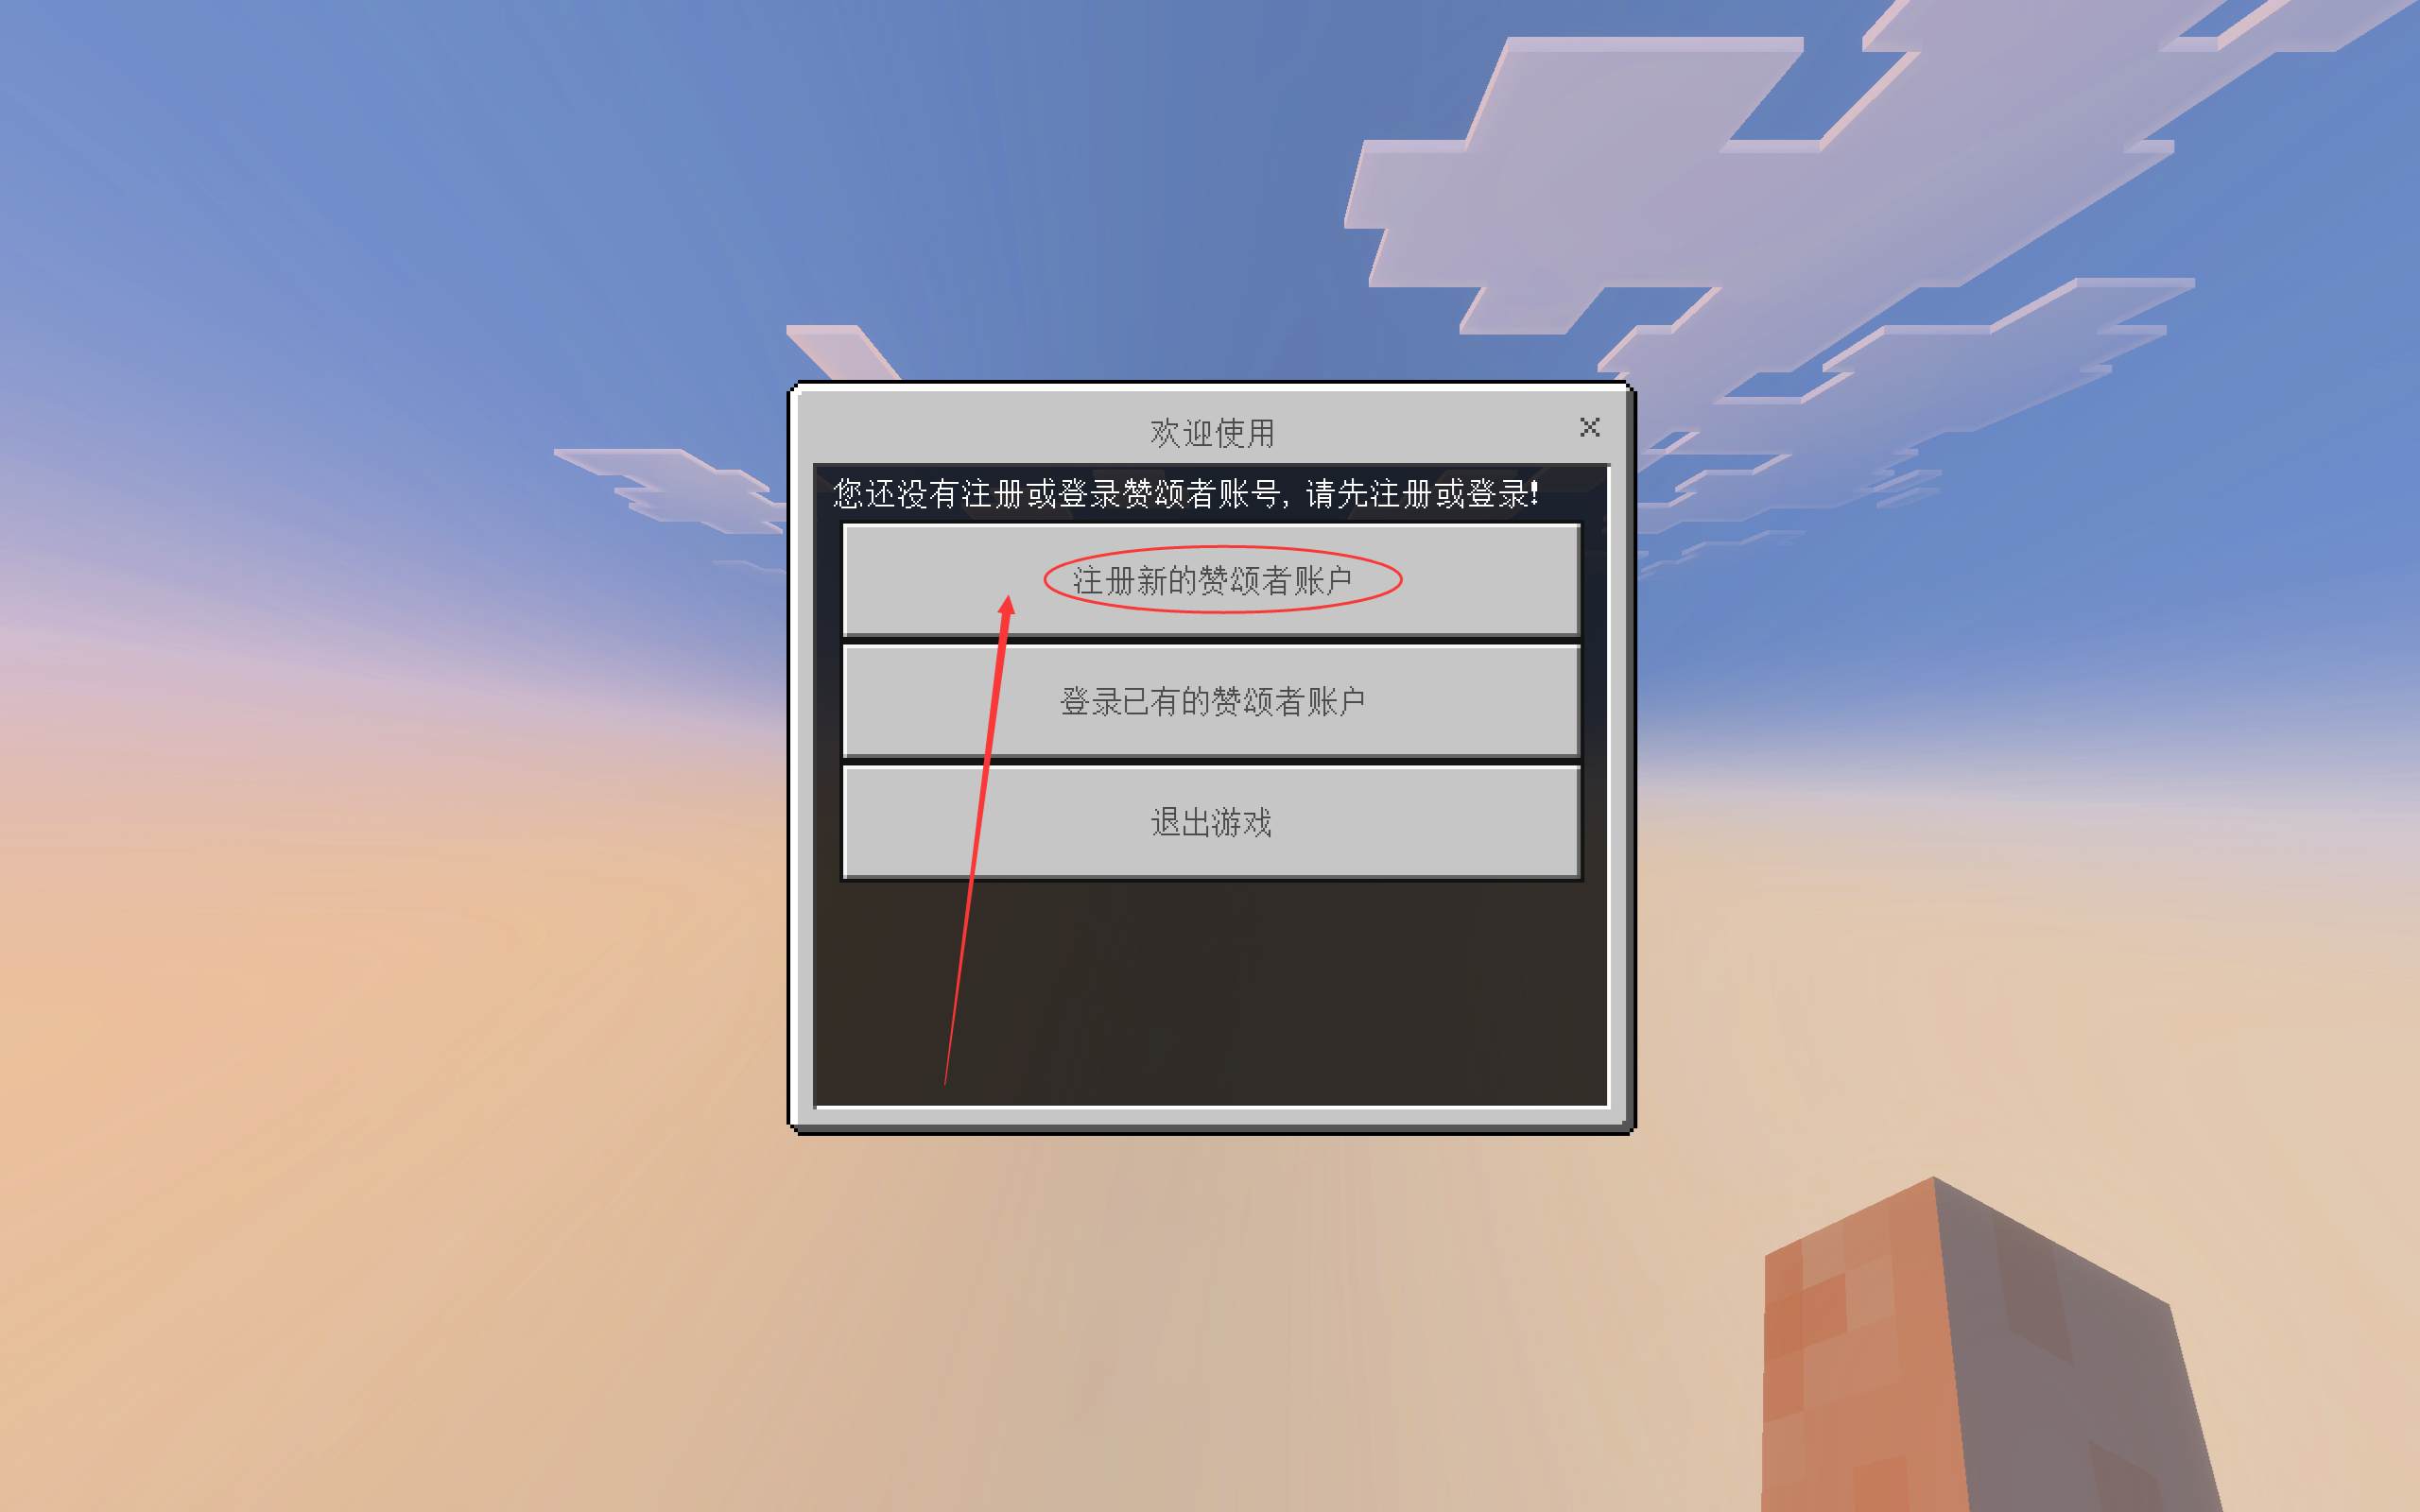 欢迎使用
您还没有注册或登录赞颂者账号, 请先注册或登录!
注册新的赞颂者账户
登录已有的赞颂者账户
退出游戏